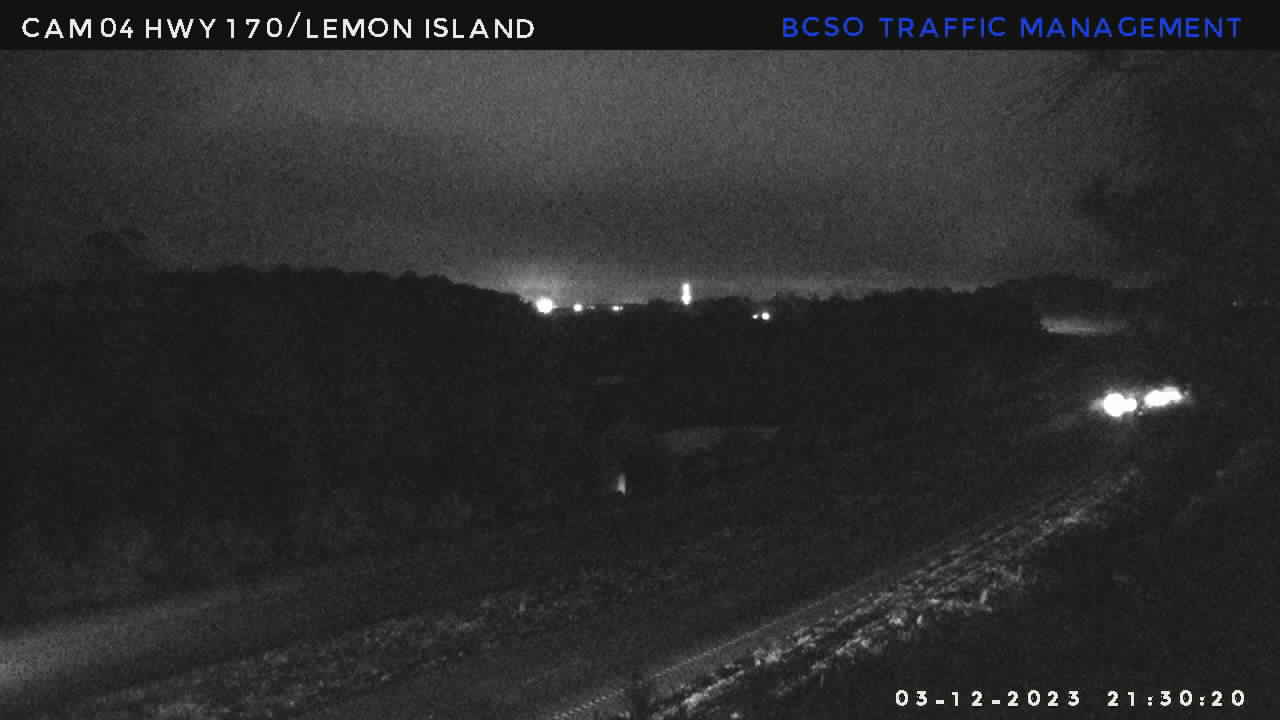 CAM04 HWY 170/LEMON ISLAND
BCSO TRAFFIC MANAGEMENT
03-12-2023 21:30:20